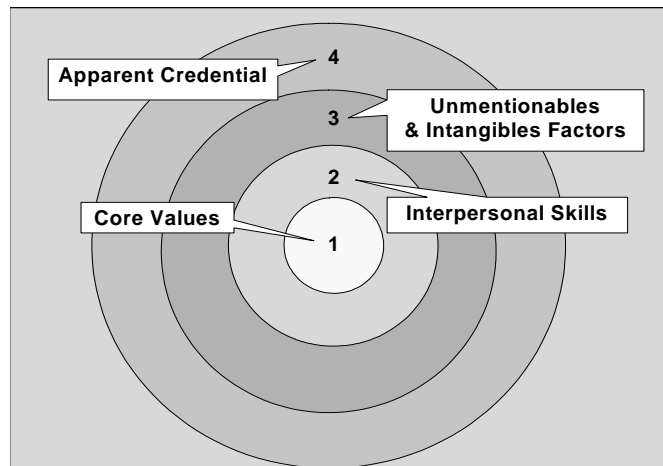 4
Apparent Credential
Unmentionables
& Intangibles Factors
3
2
Interpersonal Skills
Core Values
1